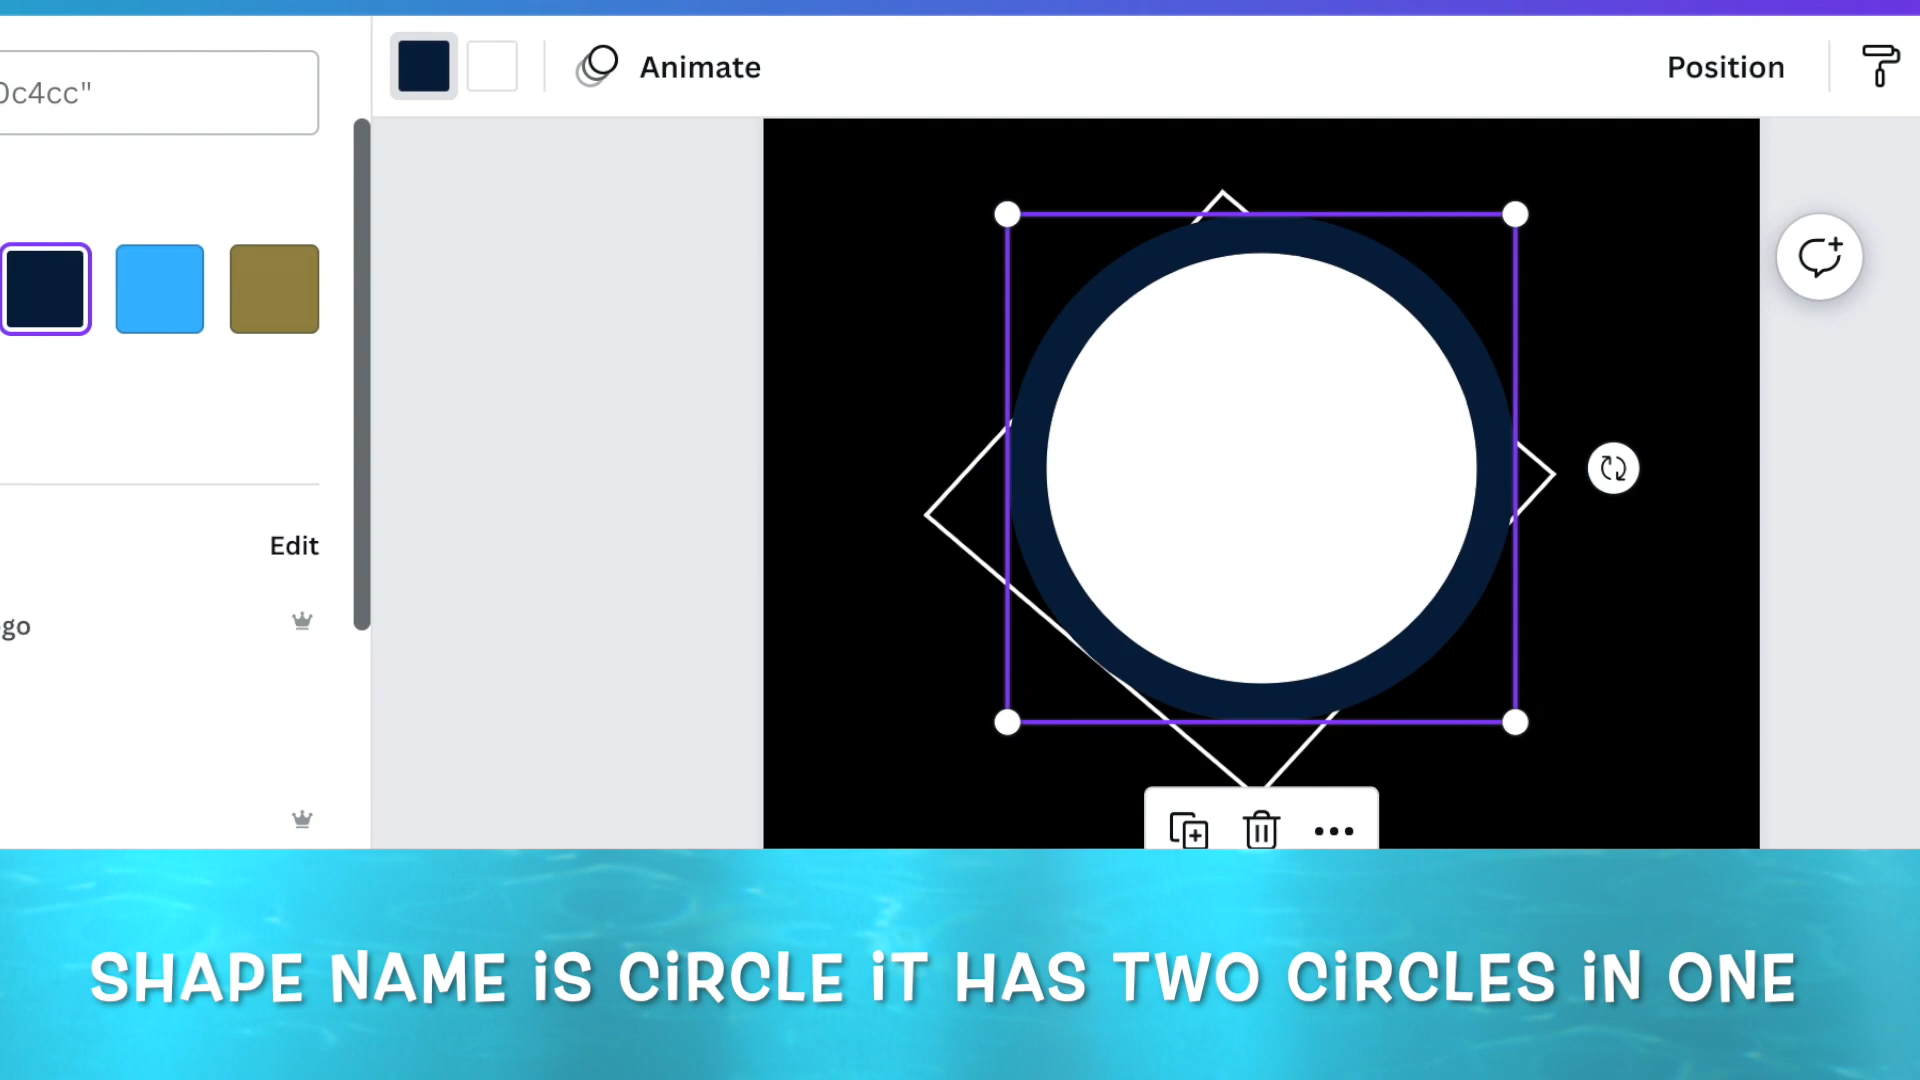 Animate
Position
0c4cc"
Edit
go
SHAPE NAME iS CiRCLE iT HAS TWO CiRCLES iN ONE